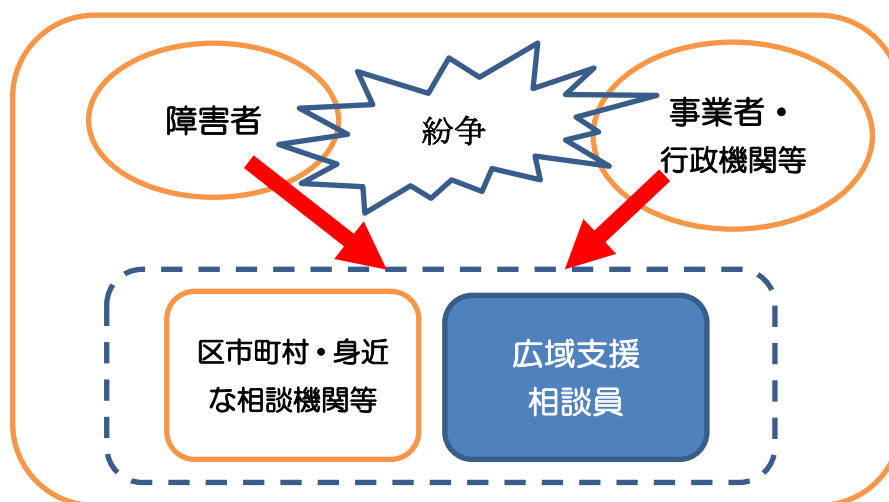 障害者
紛争
事業者・
行政機関等
区市町村・身近
な相談機関等
広域支援
相談員